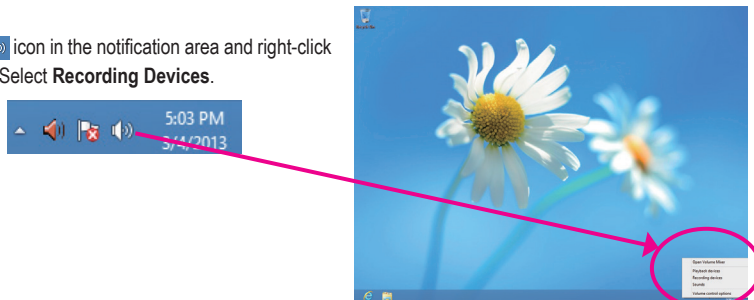 icon in the notification area and right-click
Select Recording Devices.
5:03 PM
3/4/2013
Open Volume Mixer
Playback devices
Recording devices
Sounds
Volume control options